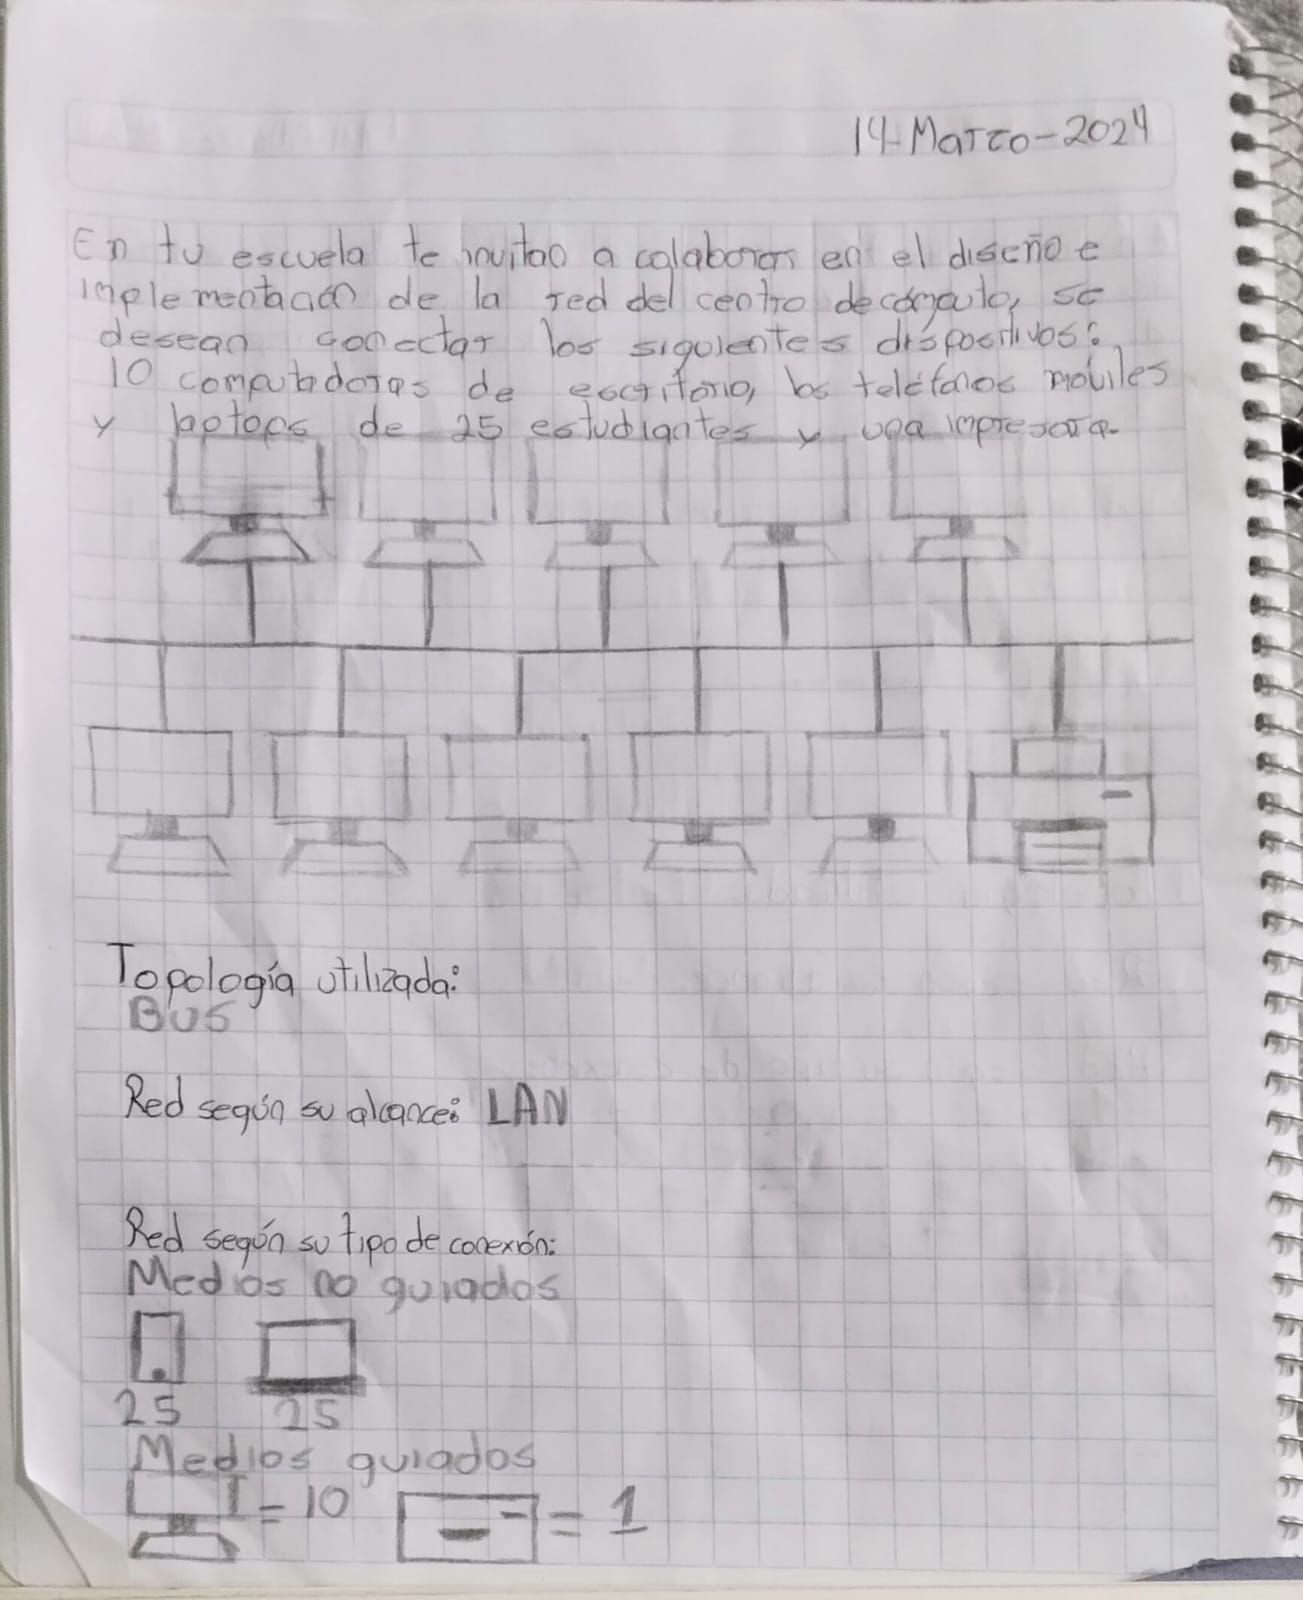 14-Marzo-2024
En tu escuela te invitan a colaborar en el diseño e
implementación de la red del centro de cómputo, se
desean conectar los siguientes dispositivos:
10 computadoras de escritorio, los teléfonos móviles
y laptops de 25 estudiantes y una impresora.
Topología utilizada:
BUS
Red según su alcance: LAN
Red según su tipo de conexión:
Medios no guiados
25 25
Medios guiados
= 10 = 1